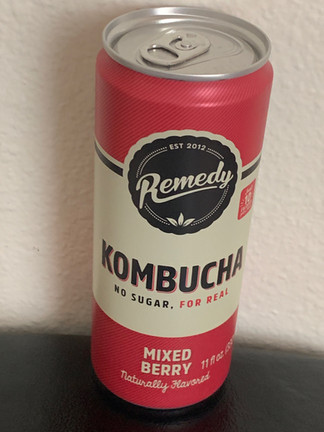 EST 2012
Remedy
KOMBUCHA
NO SUGAR, FOR REAL
MIXED
BERRY
Naturally Flavored
11 fl oz